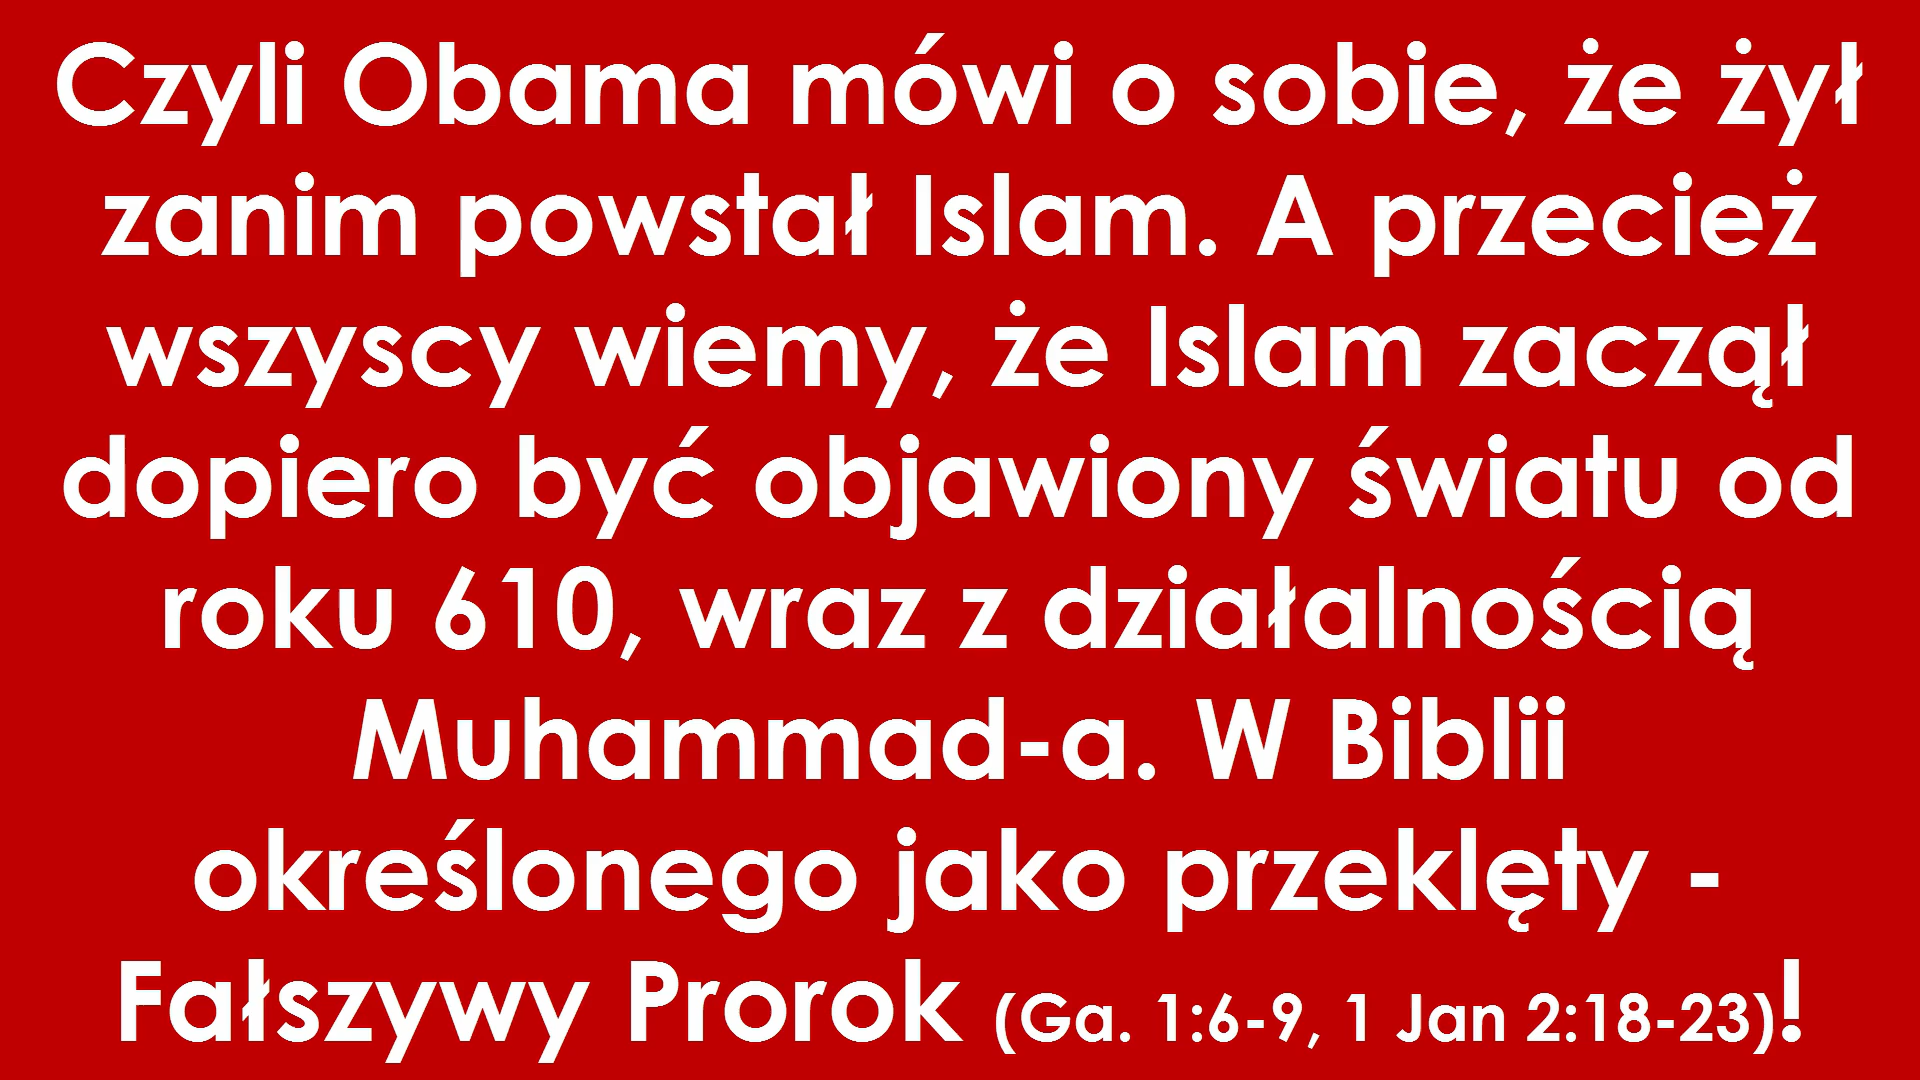 Czyli Obama mówi o sobie, że żył
zanim powstał Islam. A przecież
wszyscy wiemy, że Islam zaczął
dopiero być objawiony światu od
roku 610, wraz z działalnością
Muhammad-a. W Biblii
określonego jako przeklęty -
Fałszywy Prorok (Ga. 1:6-9, 1 Jan 2:18-23)!